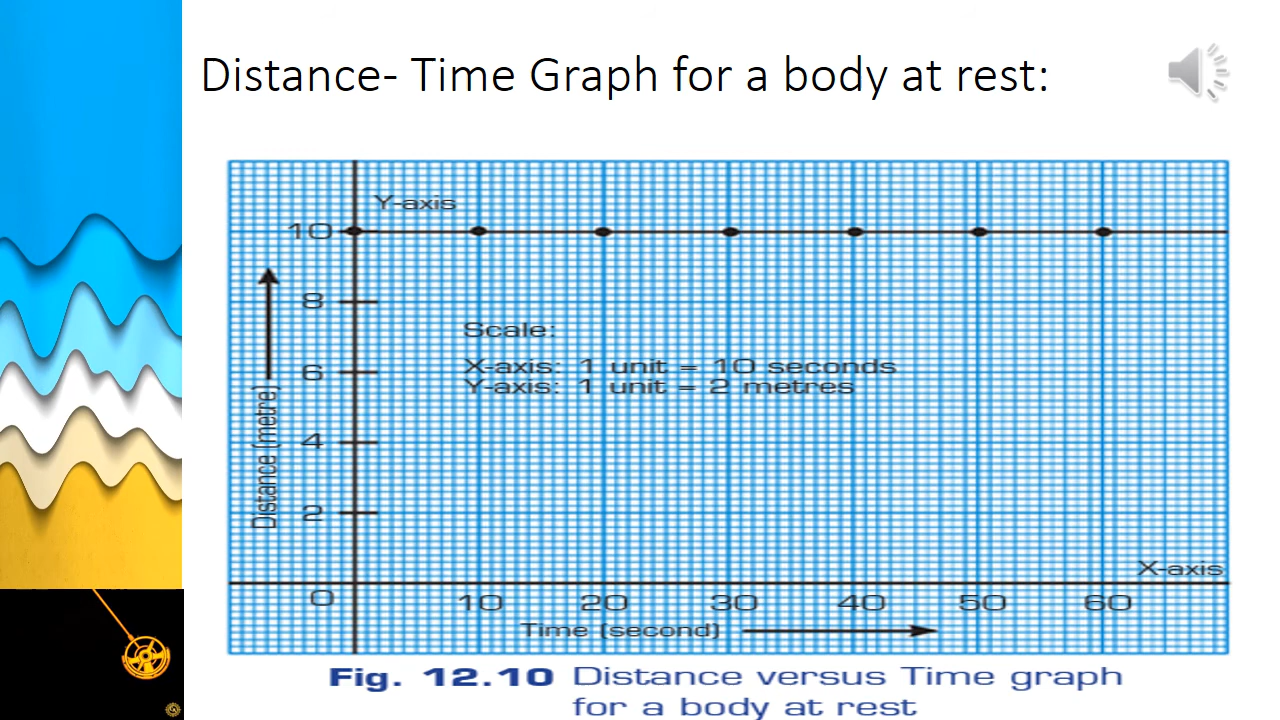 Distance- Time Graph for a body at rest:
Y-axis
10
8
Scale:
X-axis: 1 unit = 10 seconds
6
Y-axis: 1 unit = 2 metres
4
Distance (metre)
2
X-axis
0 10 20 30 40 50 60
Time (second)
Fig. 12.10 Distance versus Time graph
for a body at rest